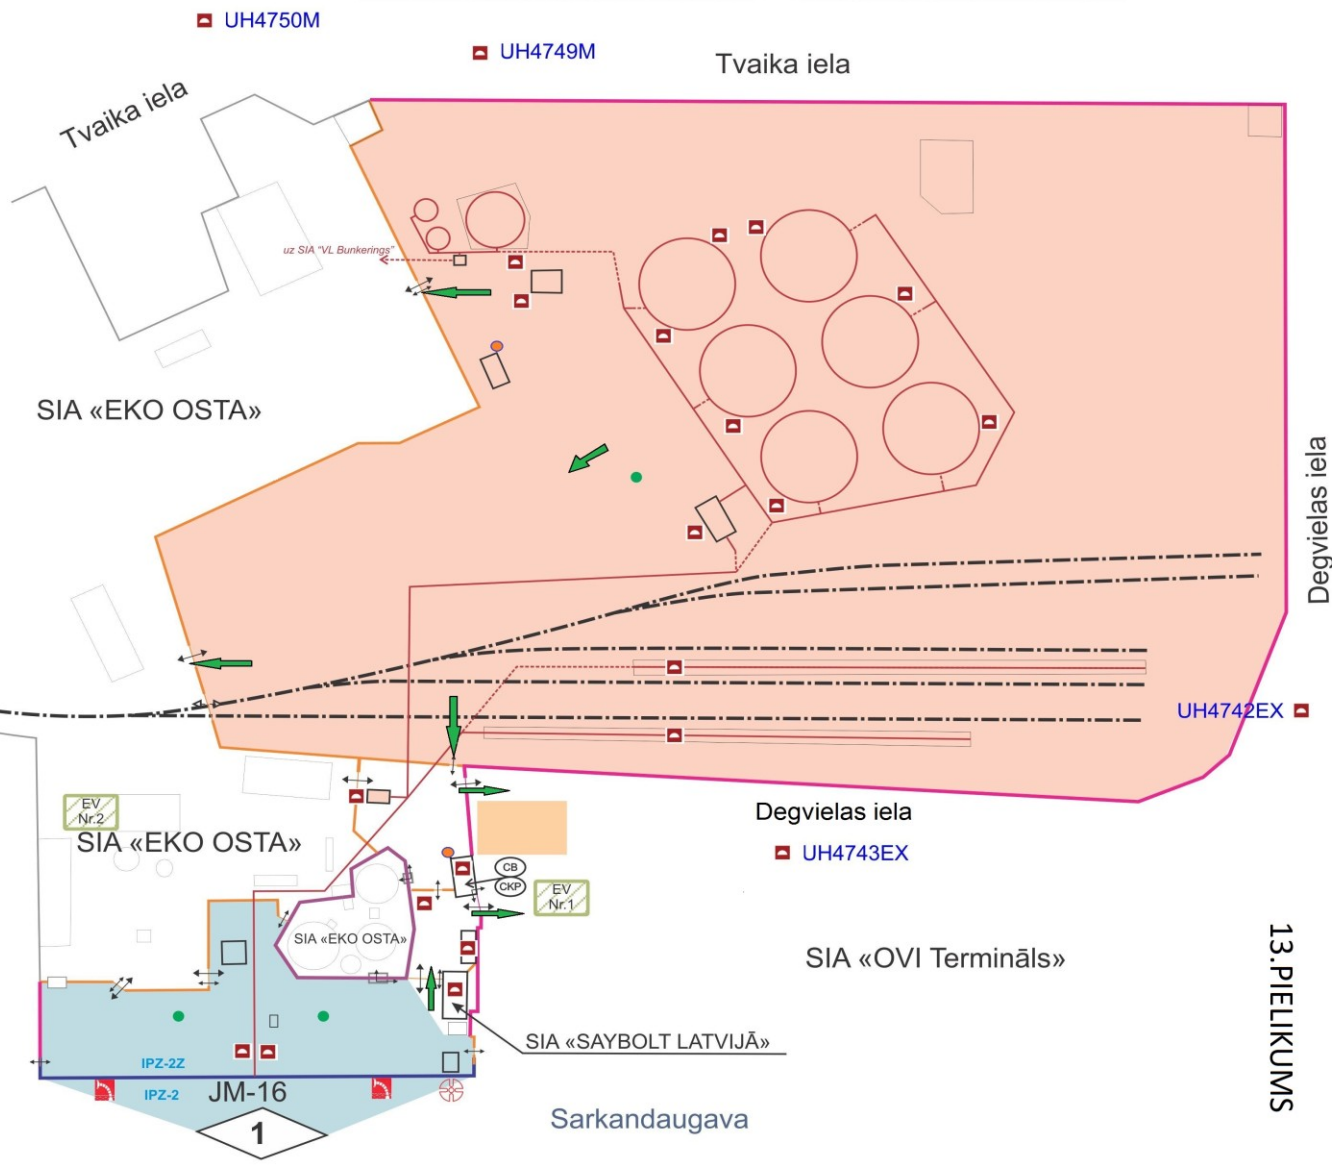 UH4750M
UH4749M
Tvaika iela
Tvaika iela
uz SIA "VL Bunkerings"
SIA «EKO OSTA»
Degvielas iela
UH4742EX
EV
Nr.2
SIA «EKO OSTA»
Degvielas iela
UH4743EX
CB
CKP
EV
Nr.1
SIA «EKO OSTA»
SIA «OVI Termināls»
13.PIELIKUMS
SIA «SAYBOLT LATVIJĀ»
IPZ-2Z
IPZ-2
JM-16
1
Sarkandaugava